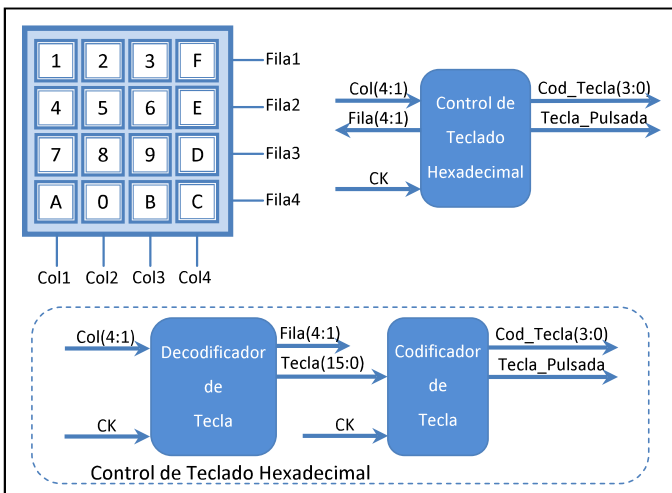 1 2 3 F Fila1
4 5 6 E Fila2
7 8 9 D Fila3
A 0 B C Fila4
Col1 Col2 Col3 Col4
Col(4:1)
Fila(4:1)
CK
Control de
Teclado
Hexadecimal
Cod_Tecla(3:0)
Tecla_Pulsada
Col(4:1)
CK
Decodificador
de
Tecla
Fila(4:1)
Tecla(15:0)
CK
Codificador
de
Tecla
Cod_Tecla(3:0)
Tecla_Pulsada
Control de Teclado Hexadecimal